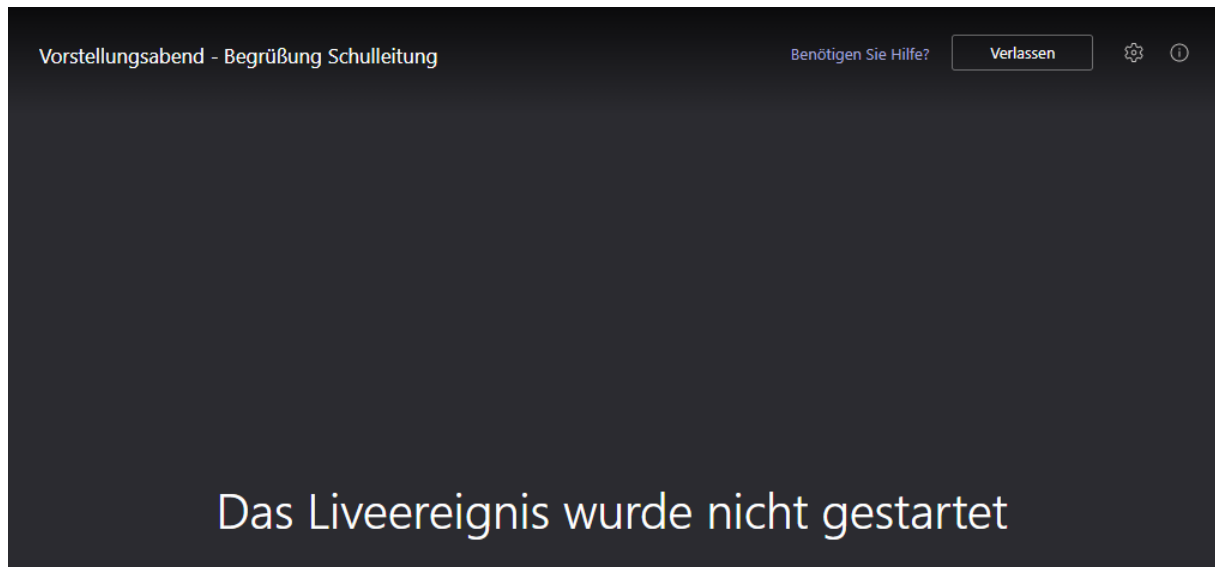 Vorstellungsabend - Begrüßung Schulleitung
Benötigen Sie Hilfe?
Verlassen
Das Liveereignis wurde nicht gestartet